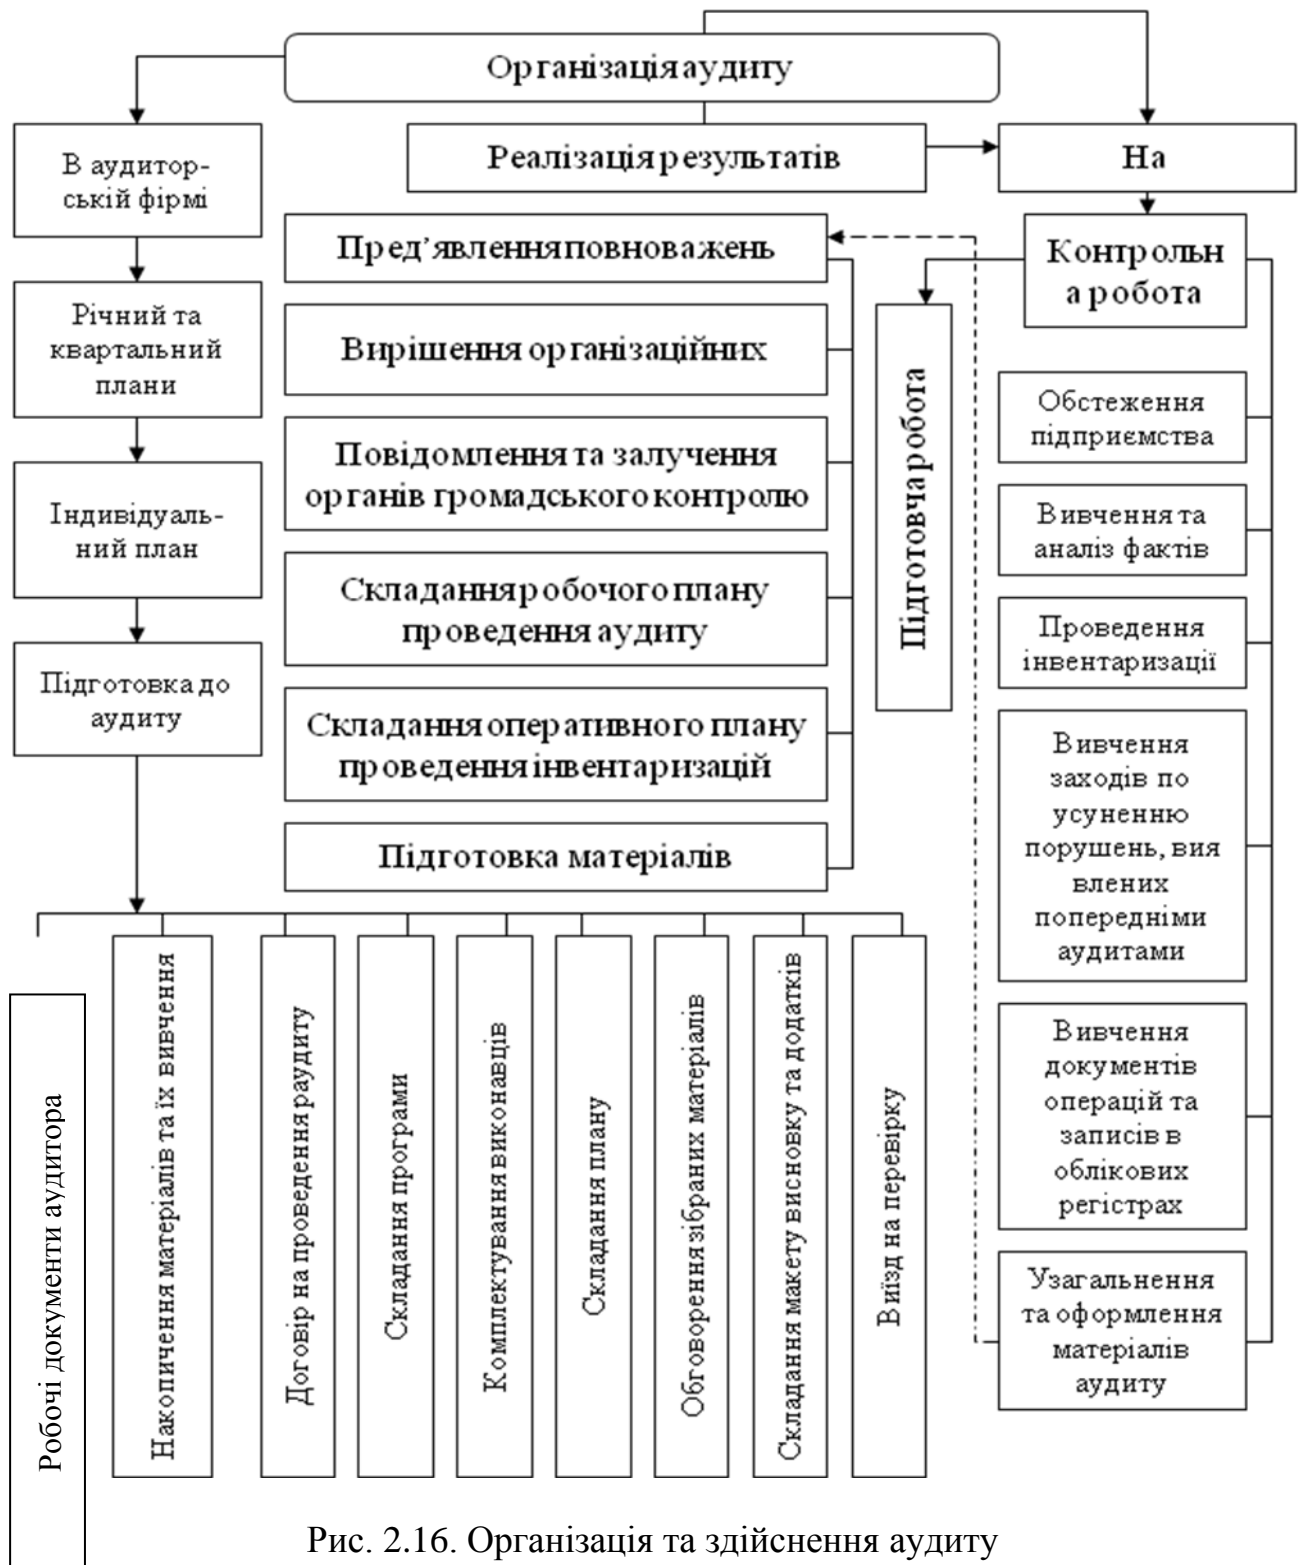 Організація аудиту
В аудитор-
ській фірмі
Річний та
квартальний
плани
Індивідуаль-
ний план
Підготовка до
аудиту
Реалізація результатів
На
Пред’явлення повноважень
Вирішення організаційних
Повідомлення та залучення
органів громадського контролю
Складання робочого плану
проведення аудиту
Складання оперативного плану
проведення інвентаризацій
Підготовка матеріалів
Підготовча робота
Контрольн
а робота
Обстеження
підприємства
Вивчення та
аналіз фактів
Проведення
інвентаризації
Вивчення
заходів по
усуненню
порушень, вия
влених
попередніми
аудитами
Вивчення
документів
операцій та
записів в
облікових
регістрах
Узагальнення
та оформлення
матеріалів
аудиту
Робочі документи аудитора
Накопичення матеріалів та їх вивчення
Договір на проведення раудиту
Складання програми
Комплектування виконавців
Складання плану
Обговорення зібраних матеріалів
Складання макету висновку та додатків
Виїзд на перевірку
Рис. 2.16. Організація та здійснення аудиту